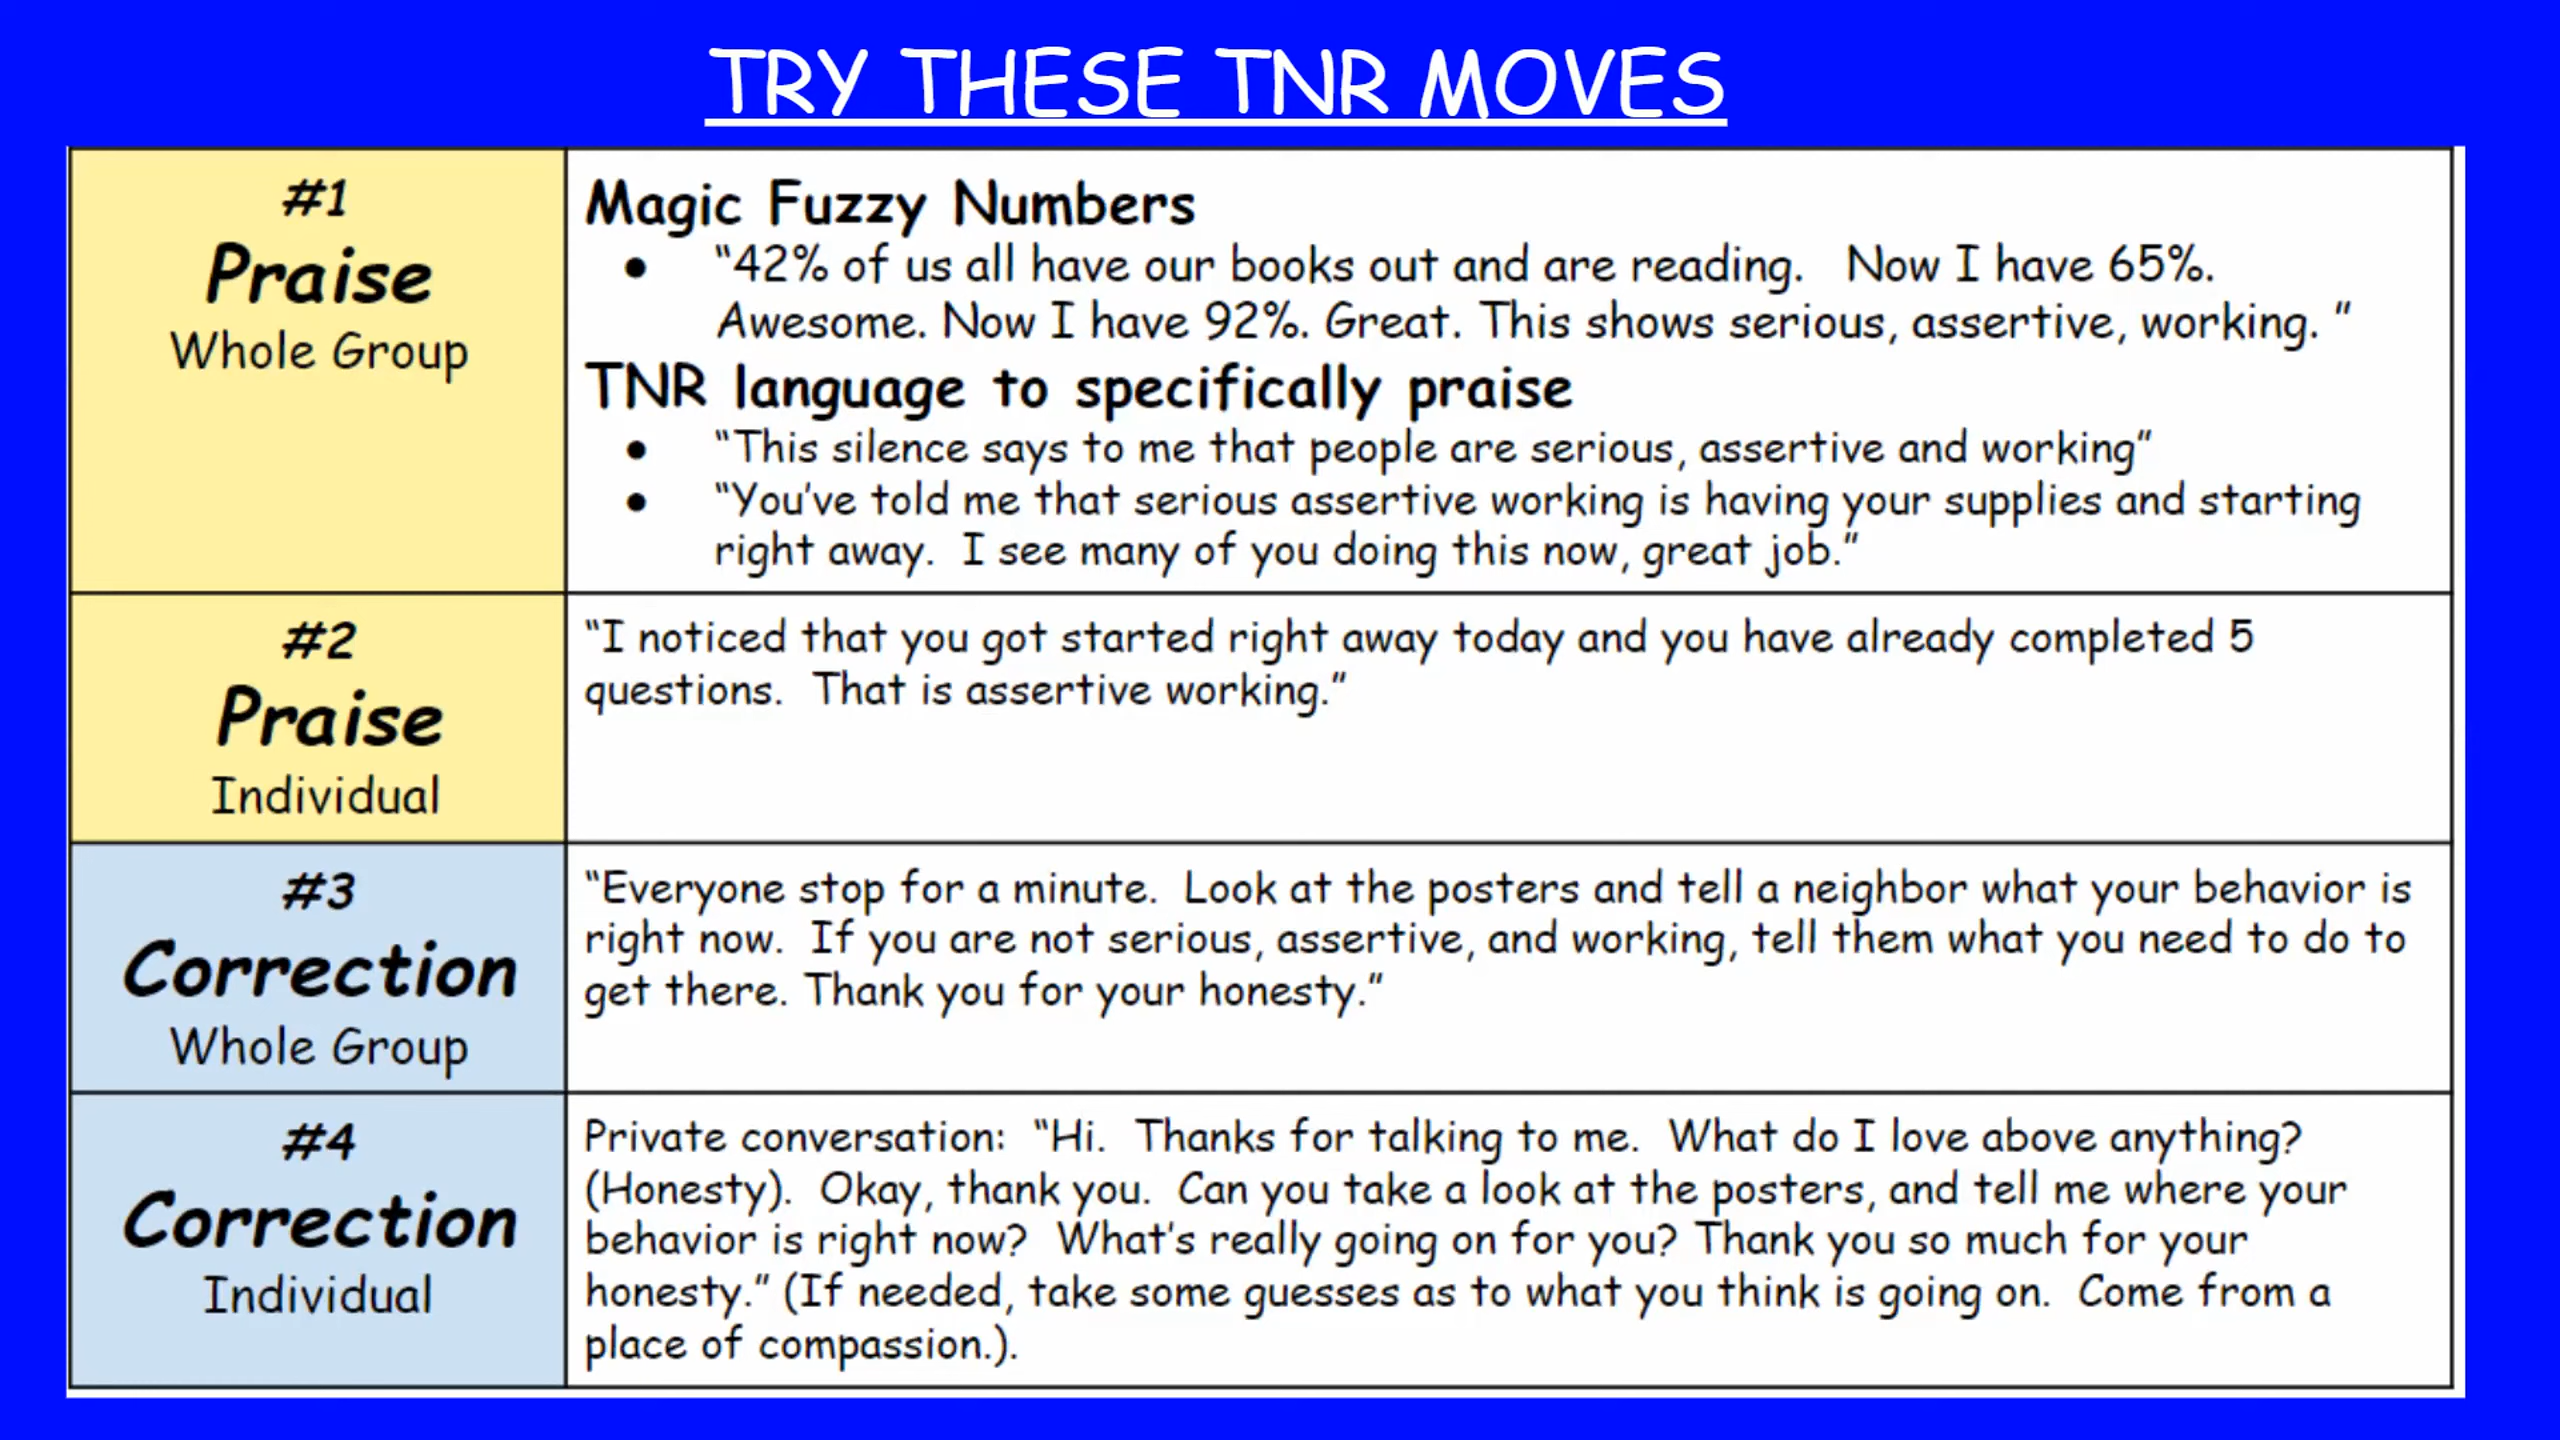 TRY THESE TNR MOVES
#1
Praise
Whole Group
Magic Fuzzy Numbers
● “42% of us all have our books out and are reading. Now I have 65%.
Awesome. Now I have 92%. Great. This shows serious, assertive, working. ”
TNR language to specifically praise
● “This silence says to me that people are serious, assertive and working”
● “You’ve told me that serious assertive working is having your supplies and starting
right away. I see many of you doing this now, great job.”
#2
Praise
Individual
“I noticed that you got started right away today and you have already completed 5
questions. That is assertive working.”
#3
Correction
Whole Group
“Everyone stop for a minute. Look at the posters and tell a neighbor what your behavior is
right now. If you are not serious, assertive, and working, tell them what you need to do to
get there. Thank you for your honesty.”
#4
Correction
Individual
Private conversation: “Hi. Thanks for talking to me. What do I love above anything?
(Honesty). Okay, thank you. Can you take a look at the posters, and tell me where your
behavior is right now? What’s really going on for you? Thank you so much for your
honesty.” (If needed, take some guesses as to what you think is going on. Come from a
place of compassion.).